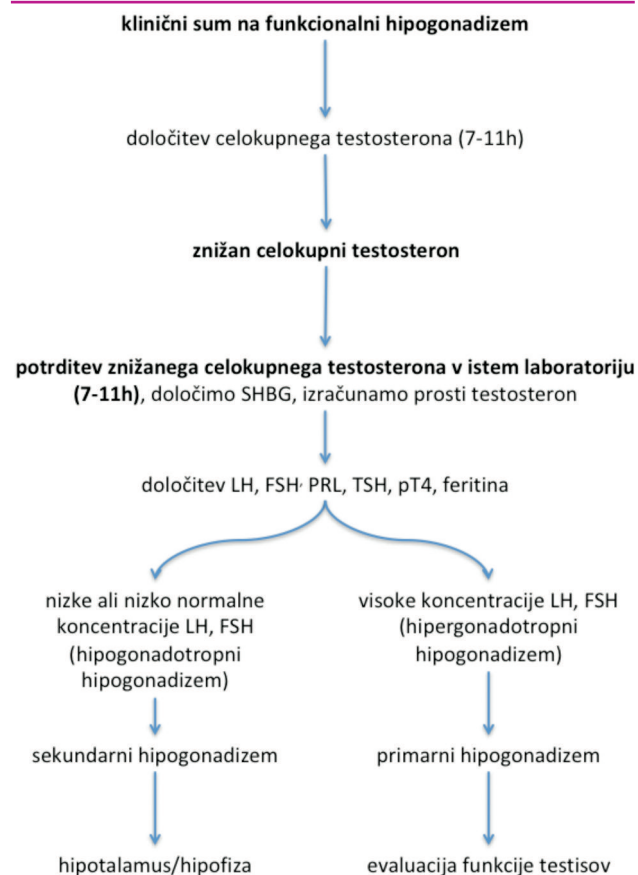 klinični sum na funkcionalni hipogonadizem
določitev celokupnega testosterona (7-11h)
znižan celokupni testosteron
potrditev znižanega celokupnega testosterona v istem laboratoriju
(7-11h), določimo SHBG, izračunamo prosti testosteron
določitev LH, FSH, PRL, TSH, pT4, feritina
nizke ali nizko normalne
koncentracije LH, FSH
(hipogonadotropni
hipogonadizem)
sekundarni hipogonadizem
hipotalamus/hipofiza
visoke koncentracije LH, FSH
(hipergonadotropni
hipogonadizem)
primarni hipogonadizem
evaluacija funkcije testisov